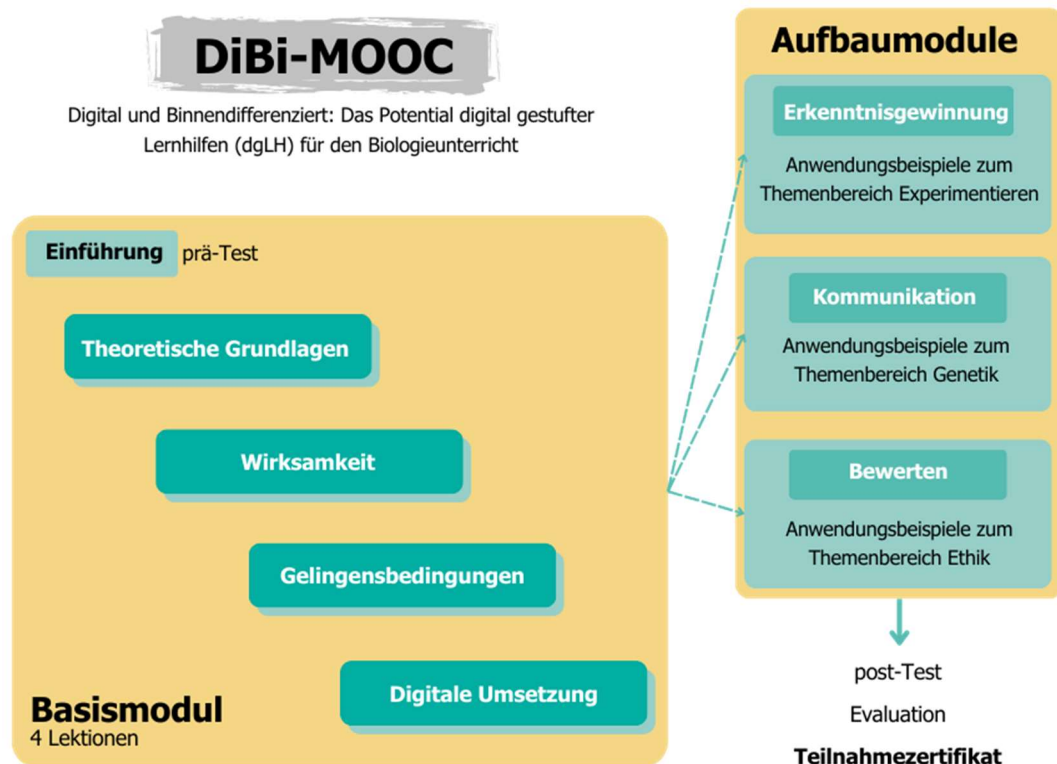 DiBi-MOOC
Digital und Binnendifferenziert: Das Potential digital gestufter
Lernhilfen (dgLH) für den Biologieunterricht
Einführung prä-Test
Theoretische Grundlagen
Wirksamkeit
Gelingensbedingungen
Digitale Umsetzung
Basismodul
4 Lektionen
Aufbaumodule
Erkenntnisgewinnung
Anwendungsbeispiele zum
Themenbereich Experimentieren
Kommunikation
Anwendungsbeispiele zum
Themenbereich Genetik
Bewerten
Anwendungsbeispiele zum
Themenbereich Ethik
post-Test
Evaluation
Teilnahmezertifikat